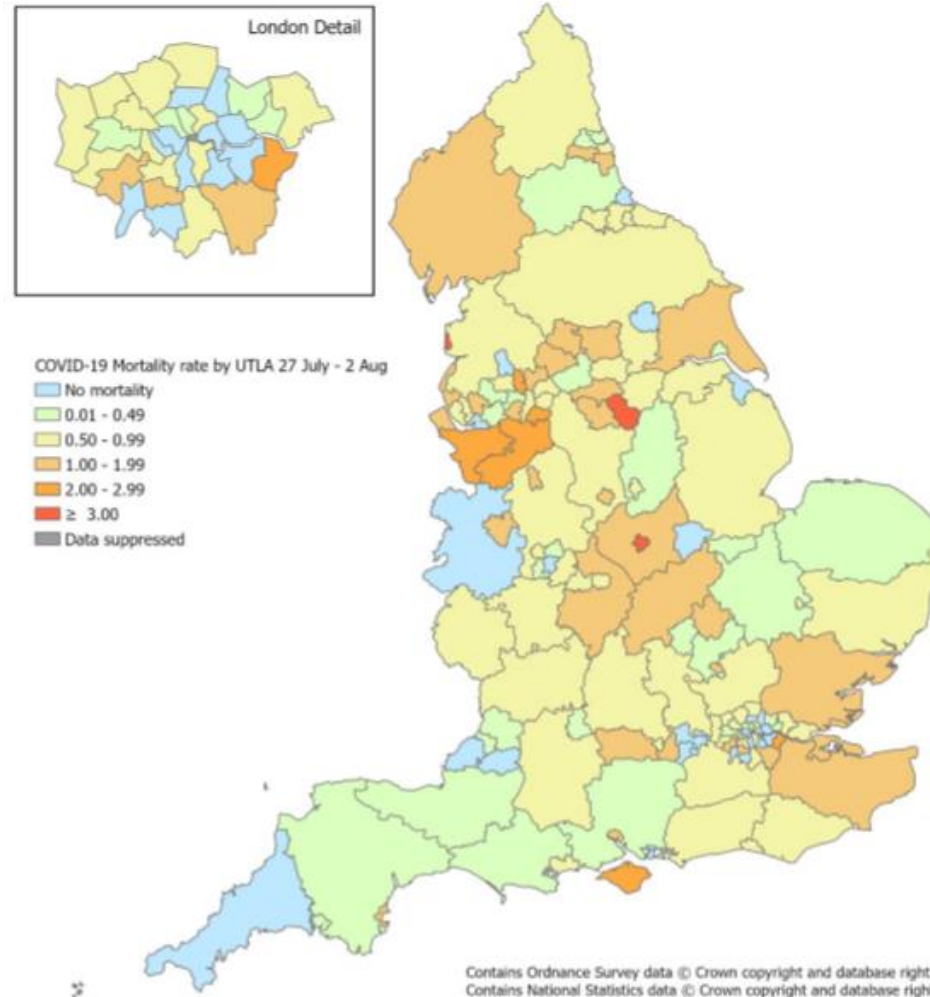 London Detail
COVID-19 Mortality rate by UTLA 27 July - 2 Aug
No mortality
0.01 - 0.49
0.50 - 0.99
1.00 - 1.99
2.00 - 2.99
≥ 3.00
Data suppressed
Contains Ordnance Survey data © Crown copyright and database right
Contains National Statistics data © Crown copyright and database righ